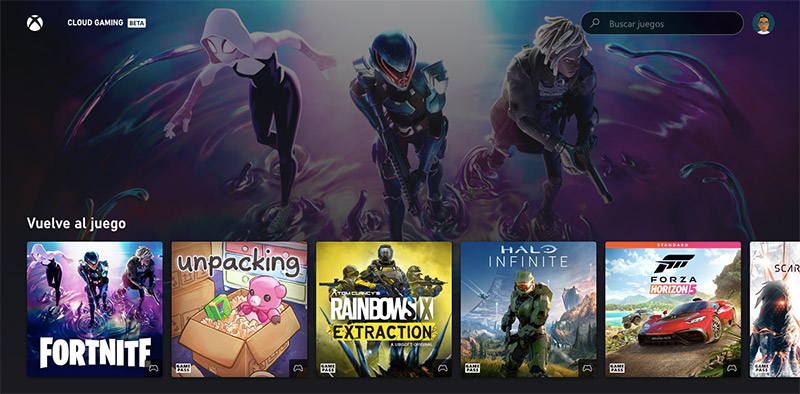 CLOUD GAMING BETA
Buscar juegos
Vuelve al juego
FORTNITE
unpacking
GAME PASS
TOM CLANCY'S
RAINBOW SIX
EXTRACTION
A UBISOFT ORIGINAL
GAME PASS
HALO
INFINITE
GAME PASS
STANDARD
FORZA
HORIZON 5
GAME PASS
SCAR